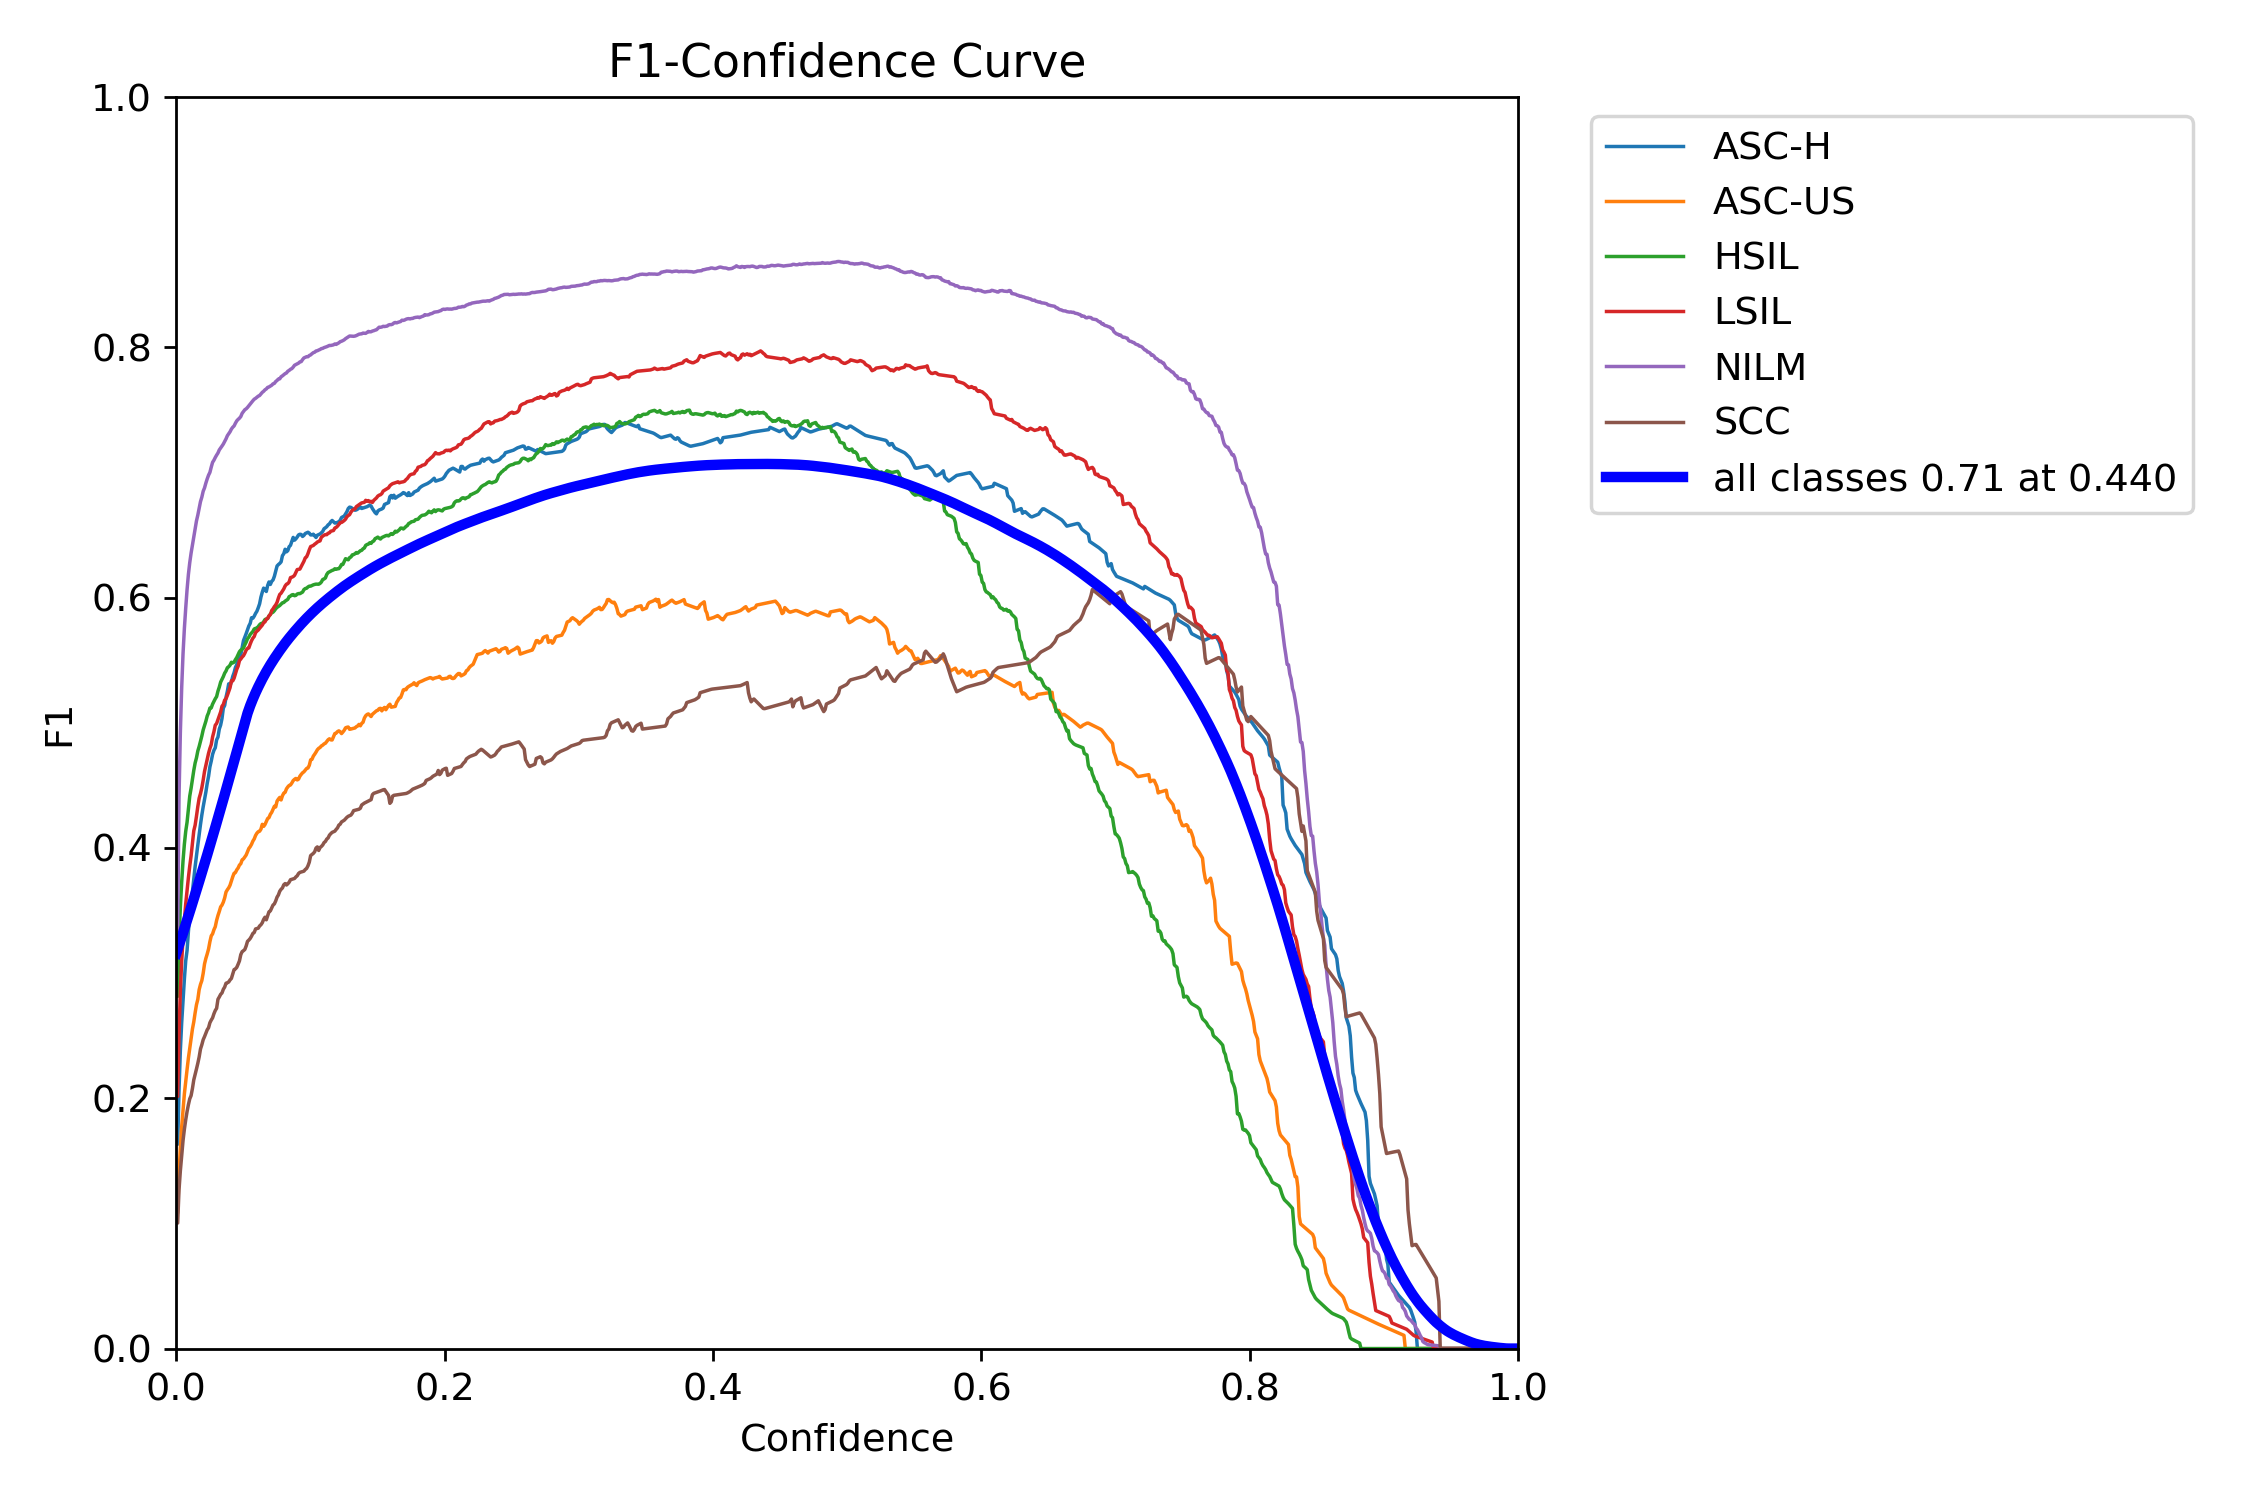 F1-Confidence Curve
1.0
0.8
0.6
0.4
0.2
0.0
F1
0.0 0.2 0.4 0.6 0.8 1.0
Confidence
ASC-H
ASC-US
HSIL
LSIL
NILM
SCC
all classes 0.71 at 0.440